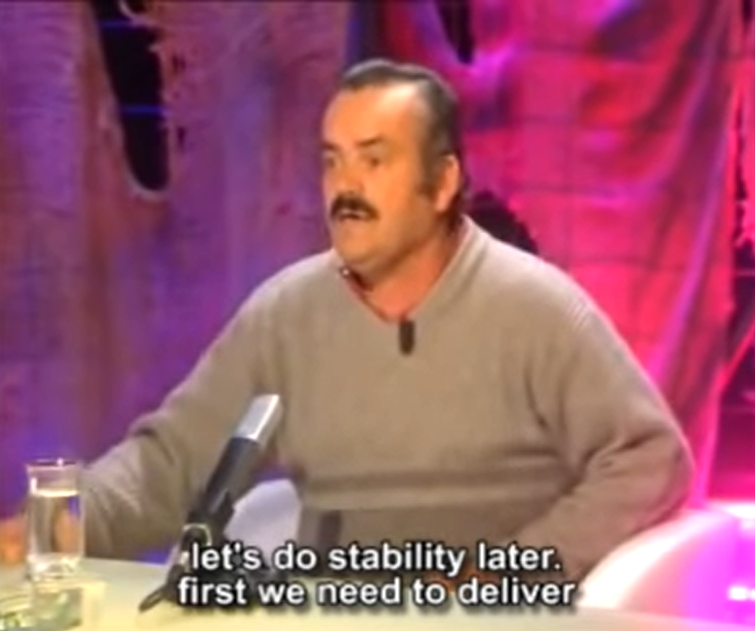 let's do stability later.
first we need to deliver